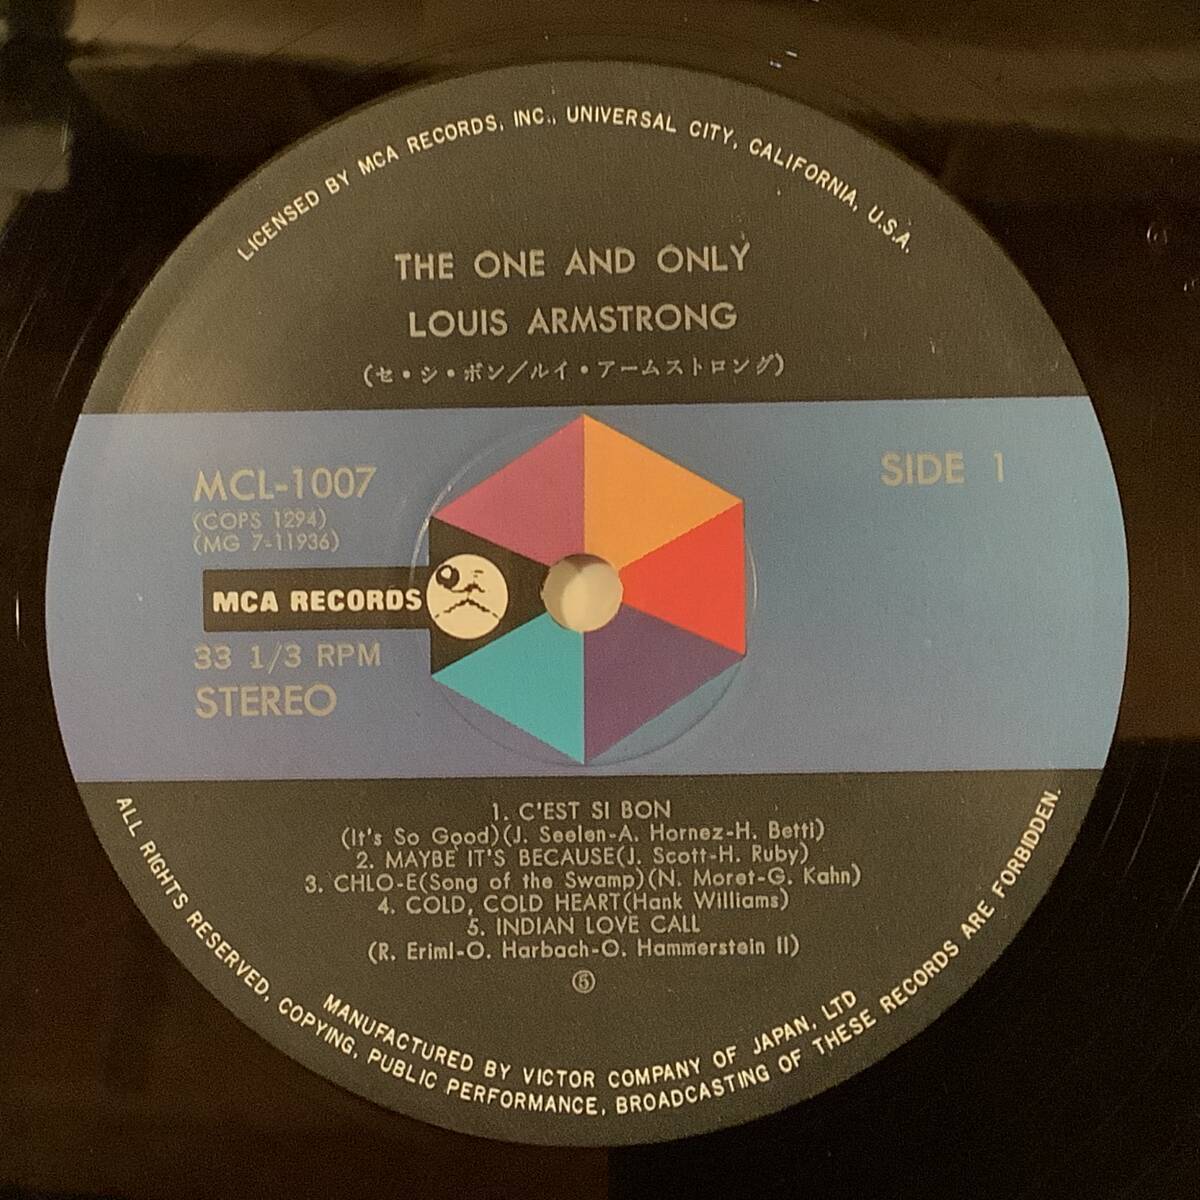 LICENSED BY MCA RECORDS, INC., UNIVERSAL CITY, CALIFORNIA, U.S.A.
THE ONE AND ONLY
LOUIS ARMSTRONG
(セ・シ・ボン/ルイ・アームストロング)
MCL-1007
(COPS 1294)
(MG 7-11936)
SIDE 1
MCA RECORDS
33 1/3 RPM
STEREO
1. C'EST SI BON
(It's So Good)(J. Seelen-A. Hornez-H. Betti)
2. MAYBE IT'S BECAUSE(J. Scott-H. Ruby)
3. CHLO-E(Song of the Swamp)(N. Moret-G. Kahn)
4. COLD, COLD HEART(Hank Williams)
5. INDIAN LOVE CALL
(R. Eriml-O. Harbach-O. Hammerstein II)
⑤
MANUFACTURED BY VICTOR COMPANY OF JAPAN, LTD
ALL RIGHTS RESERVED, COPYING, PUBLIC PERFORMANCE, BROADCASTING OF THESE RECORDS ARE FORBIDDEN.